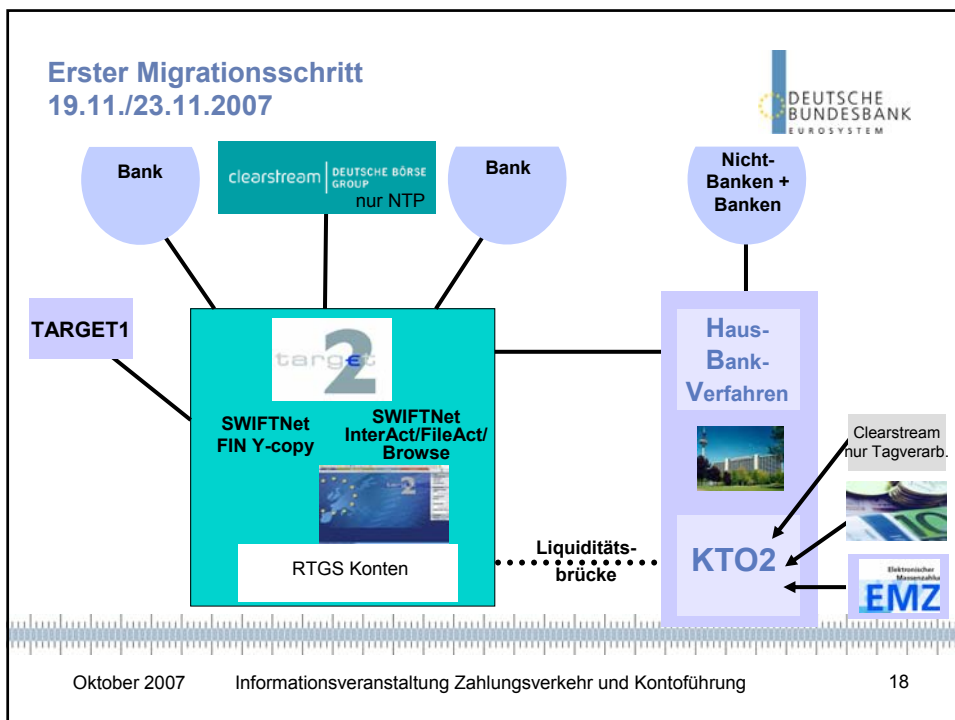 Erster Migrationsschritt
19.11./23.11.2007
DEUTSCHE
BUNDESBANK
EUROSYSTEM
Bank
clearstream
DEUTSCHE BÖRSE
GROUP
nur NTP
Bank
Nicht-
Banken +
Banken
TARGET1
target
2
SWIFTNet
FIN Y-copy
SWIFTNet
InterAct/FileAct/
Browse
2
RTGS Konten
Liquiditäts-
brücke
Haus-
Bank-
Verfahren
KTO2
Clearstream
nur Tagverarb.
10
Elektronischer
EMZ
Oktober 2007
Informationsveranstaltung Zahlungsverkehr und Kontoführung
18